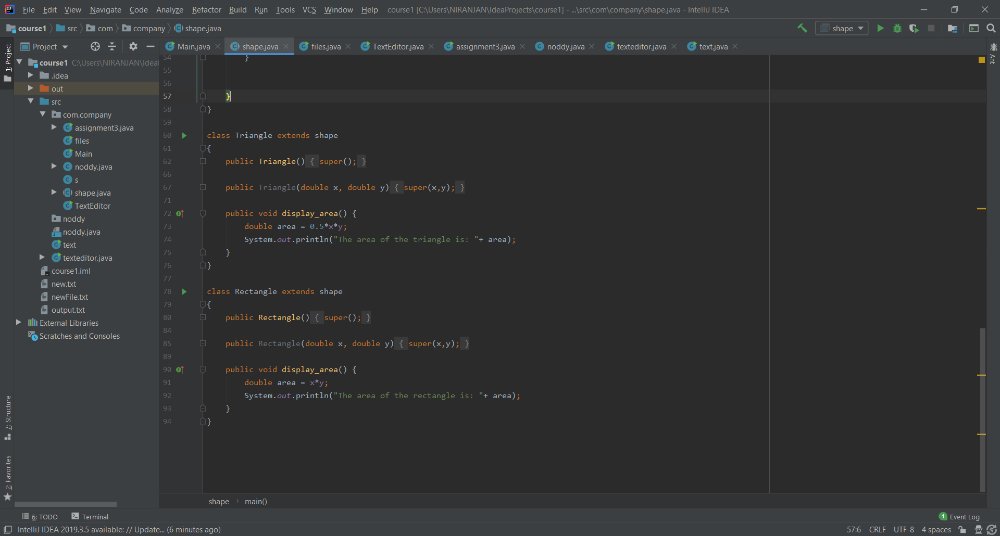 File Edit View Navigate Code Analyze Refactor Build Run Tools VCS Window Help course1 [C:\Users\NIRANJAN\IdeaProjects\course1] - ...\src\com\company\shape.java - IntelliJ IDEA
course1 src com company shape.java shape
Project
Main.java shape.java files.java TextEditor.java assignment3.java noddy.java texteditor.java text.java
1: Project
7: Structure
2: Favorites
Ant
course1 C:\Users\NIRANJAN\Idea
.idea
out
src
com.company
assignment3.java
files
Main
noddy.java
s
shape.java
TextEditor
noddy
noddy.java
text
texteditor.java
course1.iml
new.txt
newFile.txt
output.txt
External Libraries
Scratches and Consoles
54 }
55
56
57 }
58 }
59
60 class Triangle extends shape
61 {
62 public Triangle() { super(); }
66
67 public Triangle(double x, double y) { super(x,y); }
71
72 public void display_area() {
73 double area = 0.5*x*y;
74 System.out.println("The area of the triangle is: "+ area);
75 }
76 }
77
78 class Rectangle extends shape
79 {
80 public Rectangle() { super(); }
84
85 public Rectangle(double x, double y) { super(x,y); }
89
90 public void display_area() {
91 double area = x*y;
92 System.out.println("The area of the rectangle is: "+ area);
93 }
94 }
shape main()
6: TODO Terminal 1 Event Log
IntelliJ IDEA 2019.3.5 available: // Update... (6 minutes ago) 57:6 CRLF UTF-8 4 spaces